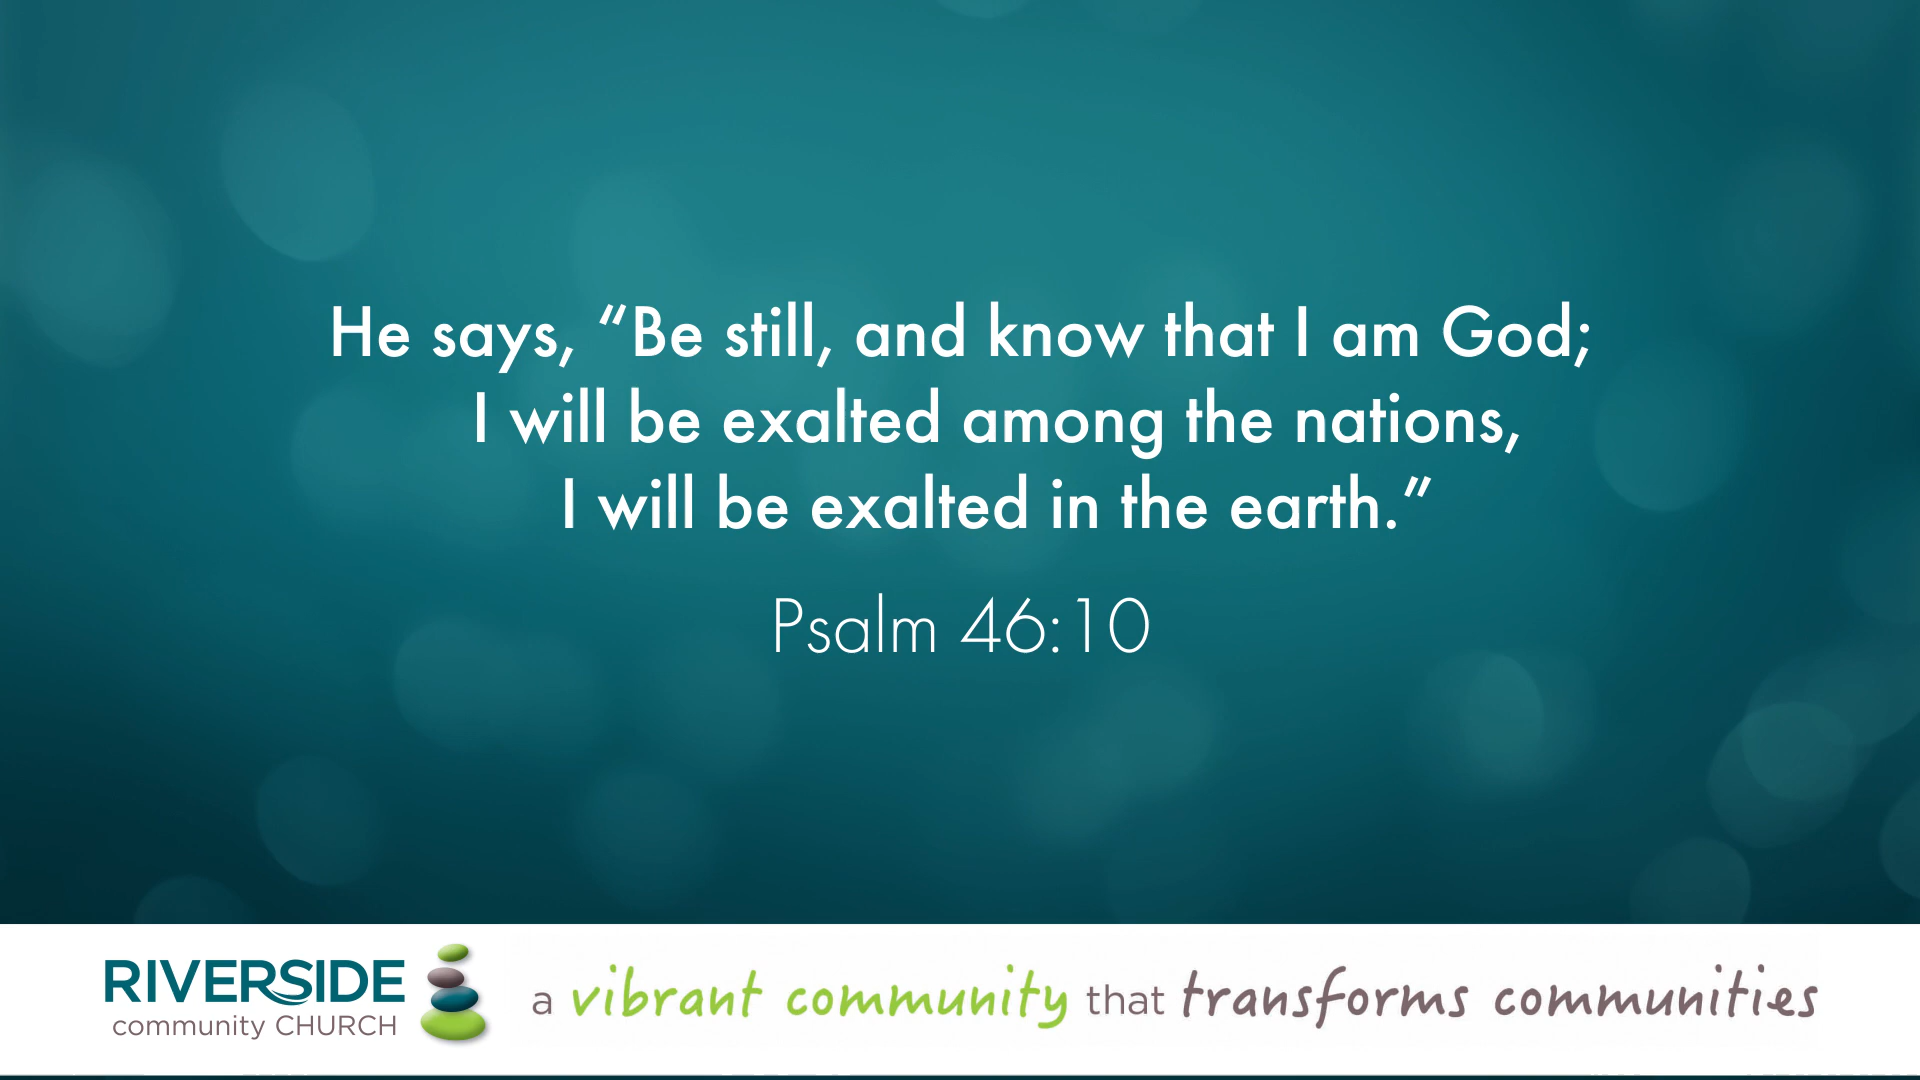 He says, “Be still, and know that I am God;
I will be exalted among the nations,
I will be exalted in the earth.”
Psalm 46:10
RIVERSIDE
community CHURCH
a vibrant community that transforms communities